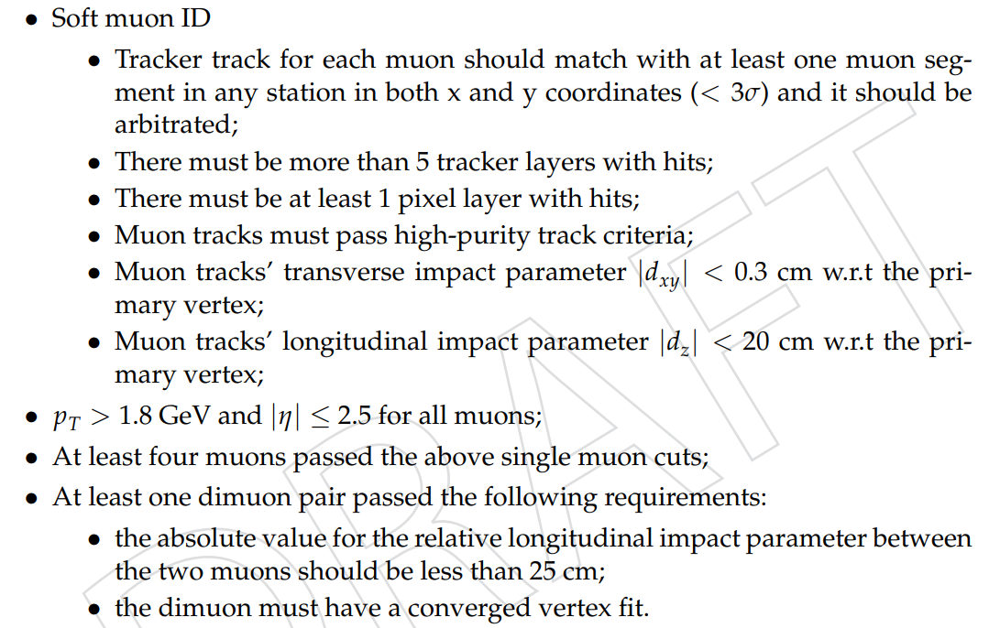 • Soft muon ID
• Tracker track for each muon should match with at least one muon seg-
ment in any station in both x and y coordinates (< 3σ) and it should be
arbitrated;
• There must be more than 5 tracker layers with hits;
• There must be at least 1 pixel layer with hits;
• Muon tracks must pass high-purity track criteria;
• Muon tracks’ transverse impact parameter |d_xy| < 0.3 cm w.r.t the pri-
mary vertex;
• Muon tracks’ longitudinal impact parameter |d_z| < 20 cm w.r.t the pri-
mary vertex;
• p_T > 1.8 GeV and |η| ≤ 2.5 for all muons;
• At least four muons passed the above single muon cuts;
• At least one dimuon pair passed the following requirements:
• the absolute value for the relative longitudinal impact parameter between
the two muons should be less than 25 cm;
• the dimuon must have a converged vertex fit.
DRAFT